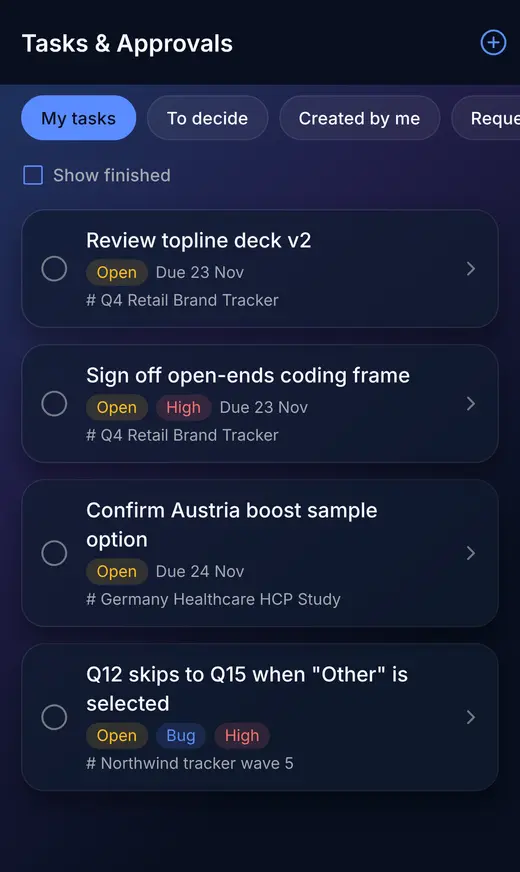 Tasks & Approvals
My tasks
To decide
Created by me
Reque
Show finished
Review topline deck v2
Open Due 23 Nov
# Q4 Retail Brand Tracker
Sign off open-ends coding frame
Open High Due 23 Nov
# Q4 Retail Brand Tracker
Confirm Austria boost sample
option
Open Due 24 Nov
# Germany Healthcare HCP Study
Q12 skips to Q15 when "Other" is
selected
Open Bug High
# Northwind tracker wave 5